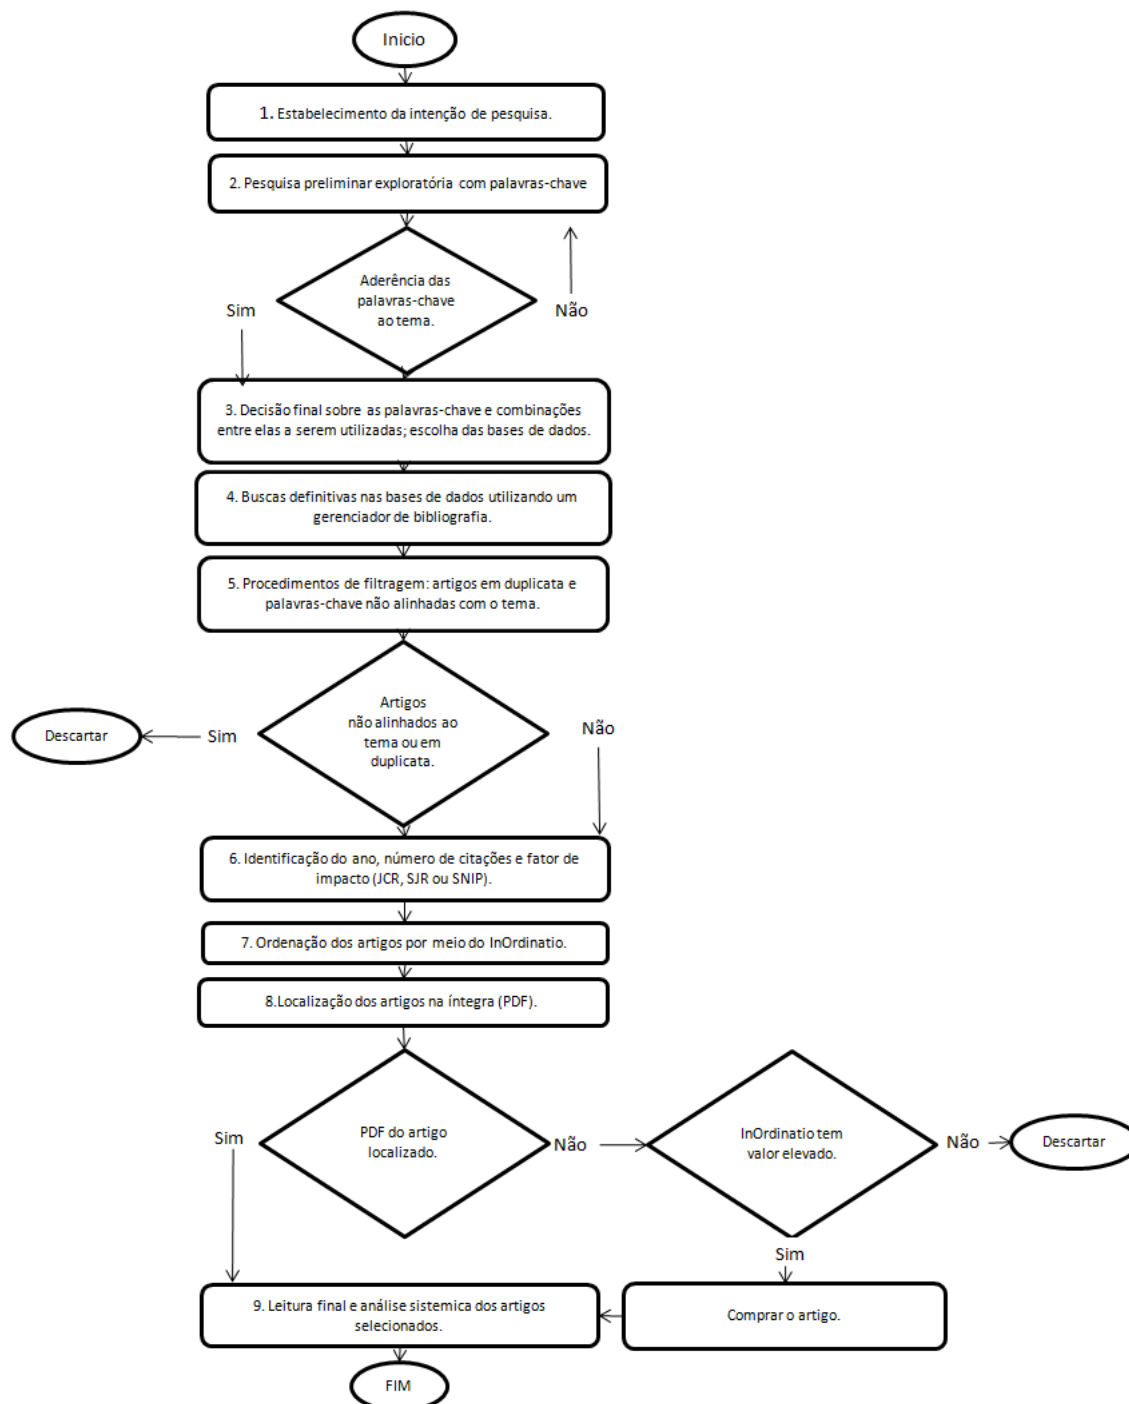 Inicio
1. Estabelecimento da intenção de pesquisa.
2. Pesquisa preliminar exploratória com palavras-chave
Aderência das
palavras-chave
ao tema.
Sim
Não
3. Decisão final sobre as palavras-chave e combinações
entre elas a serem utilizadas; escolha das bases de dados.
4. Buscas definitivas nas bases de dados utilizando um
gerenciador de bibliografia.
5. Procedimentos de filtragem: artigos em duplicata e
palavras-chave não alinhadas com o tema.
Artigos
não alinhados ao
tema ou em
duplicata.
Descartar
Sim
Não
6. Identificação do ano, número de citações e fator de
impacto (JCR, SJR ou SNIP).
7. Ordenação dos artigos por meio do InOrdinatio.
8.Localização dos artigos na íntegra (PDF).
PDF do artigo
localizado.
Sim
Não
InOrdinatio tem
valor elevado.
Não
Descartar
Sim
9. Leitura final e análise sistemica dos artigos
selecionados.
Comprar o artigo.
FIM